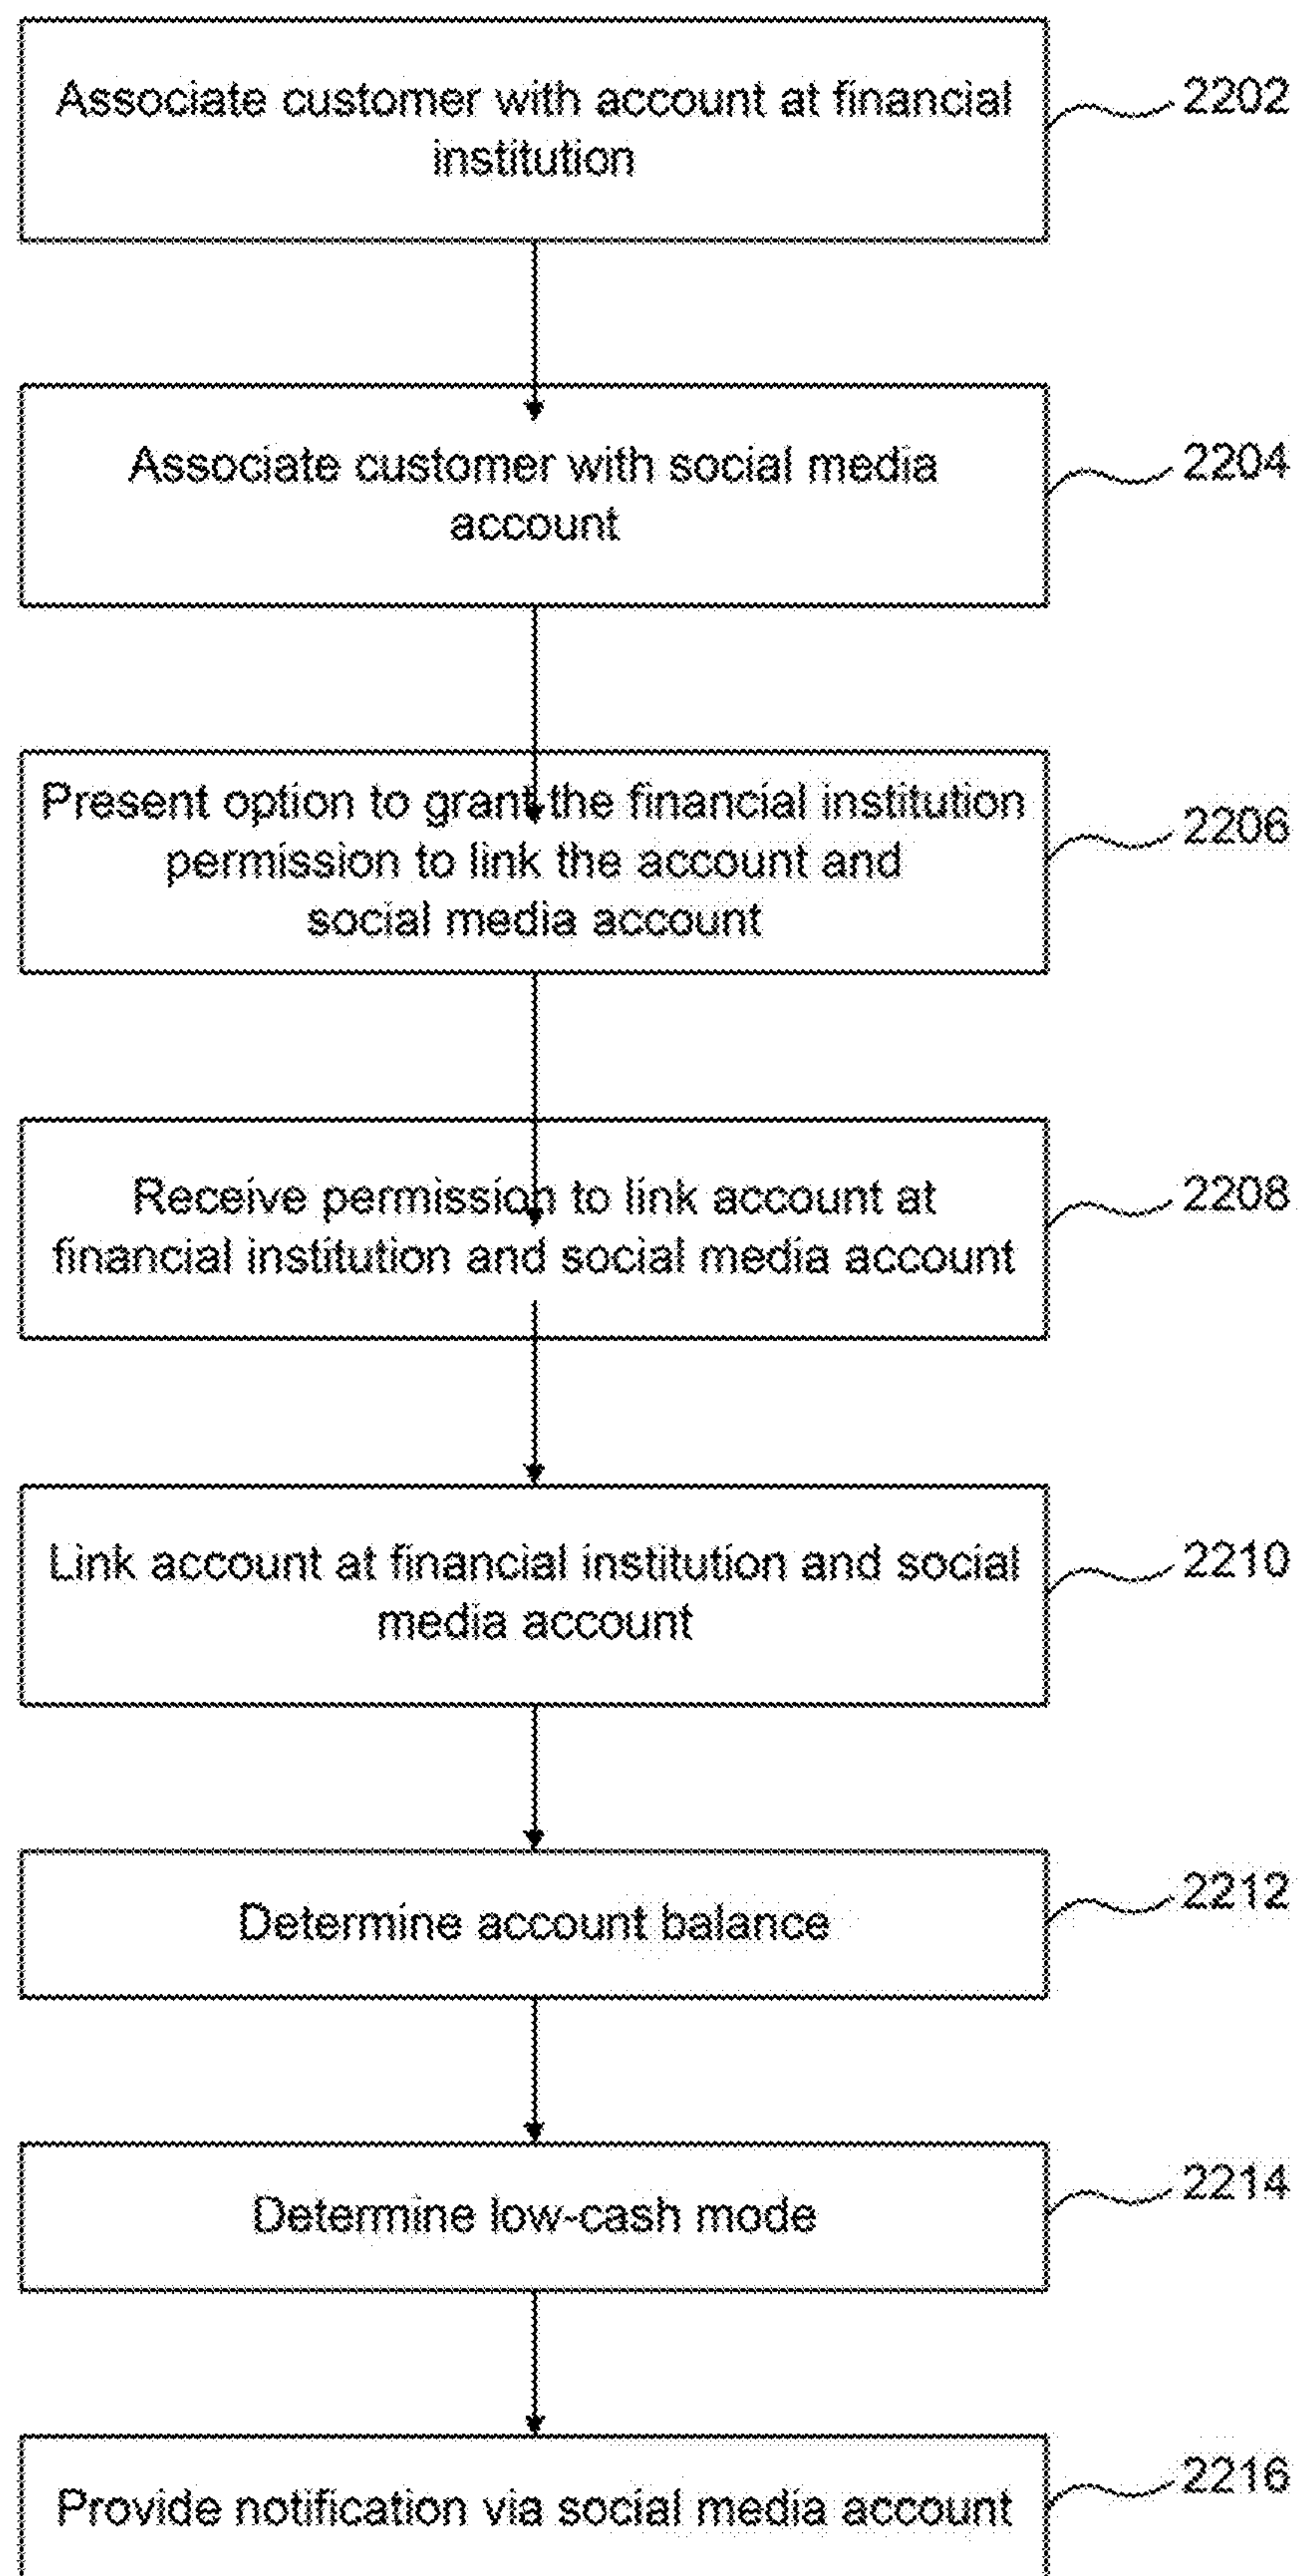 Associate customer with account at financial
institution
2202
Associate customer with social media
account
2204
Present option to grant the financial institution
permission to link the account and
social media account
2206
Receive permission to link account at
financial institution and social media account
2208
Link account at financial institution and social
media account
2210
Determine account balance
2212
Determine low-cash mode
2214
Provide notification via social media account
2216